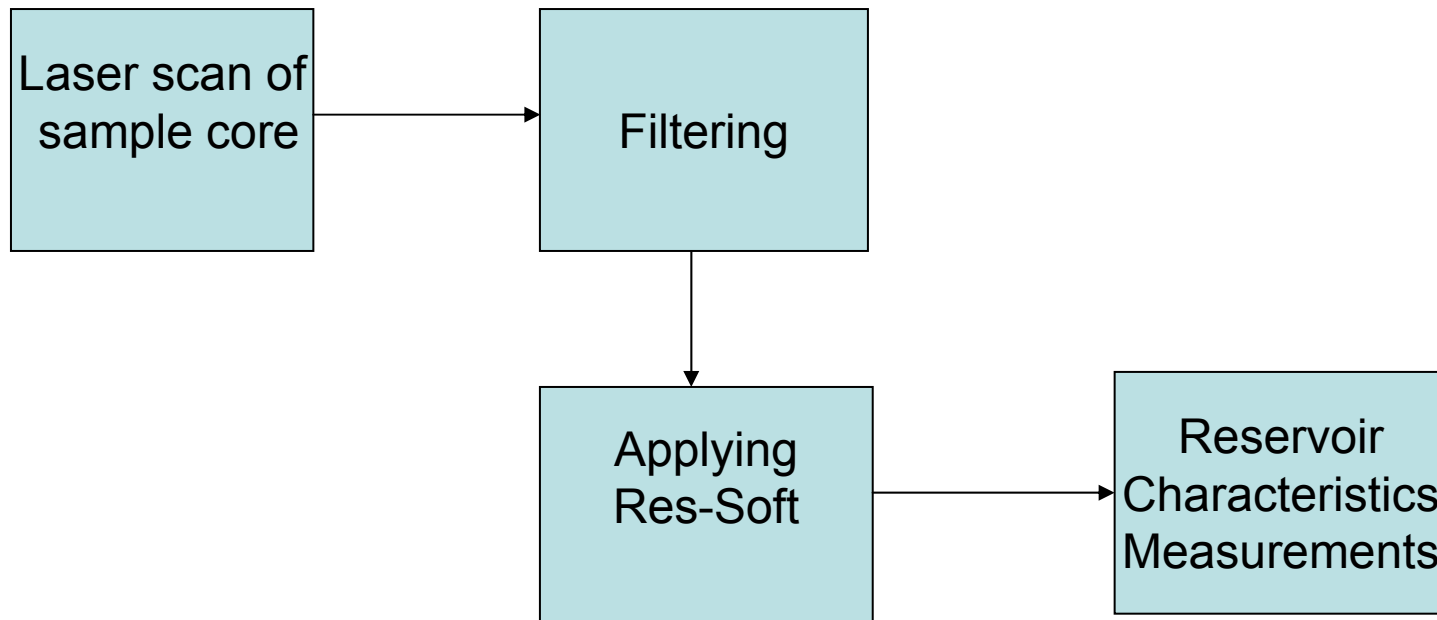 Laser scan of
sample core
Filtering
Applying
Res-Soft
Reservoir
Characteristics
Measurements